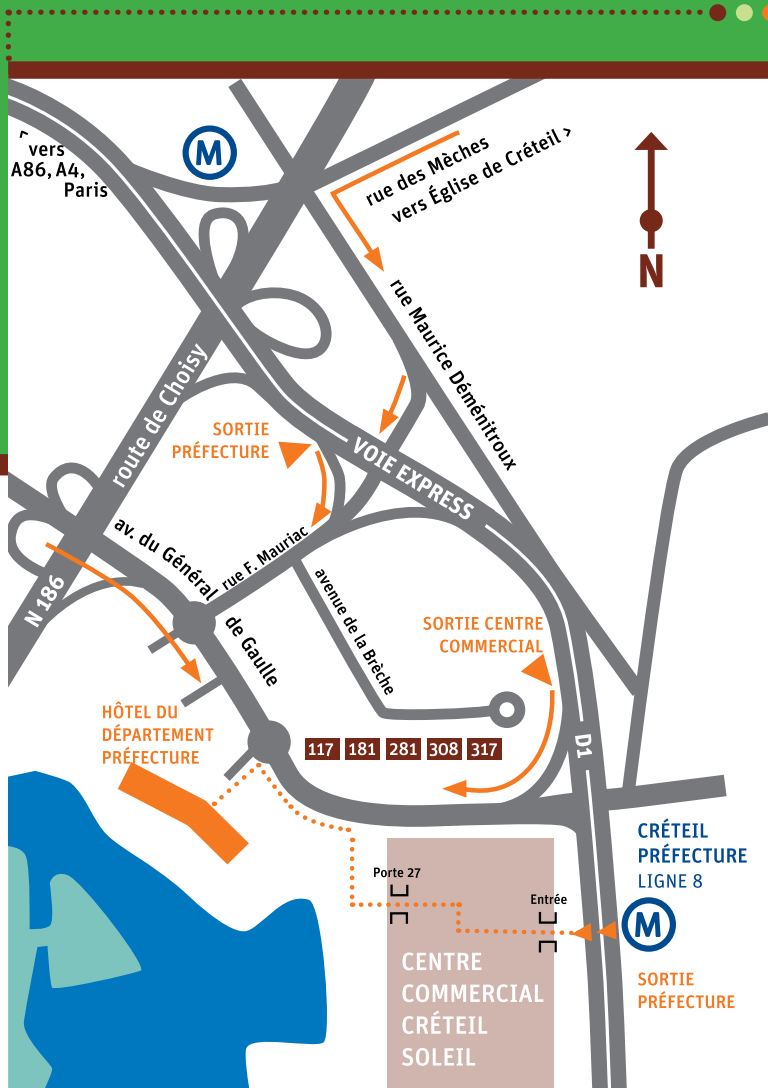 vers
A86, A4,
Paris
M
rue des Mèches
vers Église de Créteil >
N
rue Maurice Déménitroux
route de Choisy
SORTIE
PRÉFECTURE
VOIE EXPRESS
av. du Général
de Gaulle
rue F. Mauriac
N 186
avenue de la Brèche
SORTIE CENTRE
COMMERCIAL
HÔTEL DU
DÉPARTEMENT
PRÉFECTURE
117 181 281 308 317
D1
CRÉTEIL
PRÉFECTURE
LIGNE 8
M
Porte 27
Entrée
CENTRE
COMMERCIAL
CRÉTEIL
SOLEIL
SORTIE
PRÉFECTURE